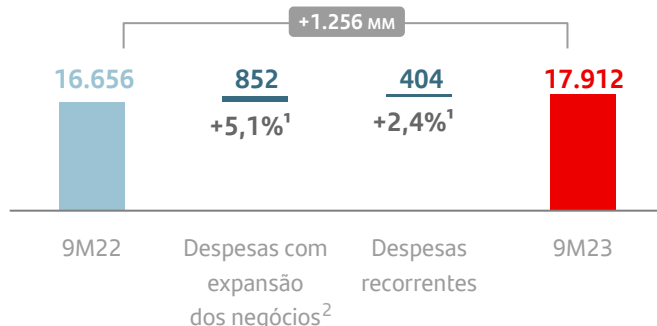 +1.256 MM
16.656 852 404 17.912
+5,1%¹ +2,4%¹
9M22 Despesas com Despesas 9M23
expansão recorrentes
dos negócios²